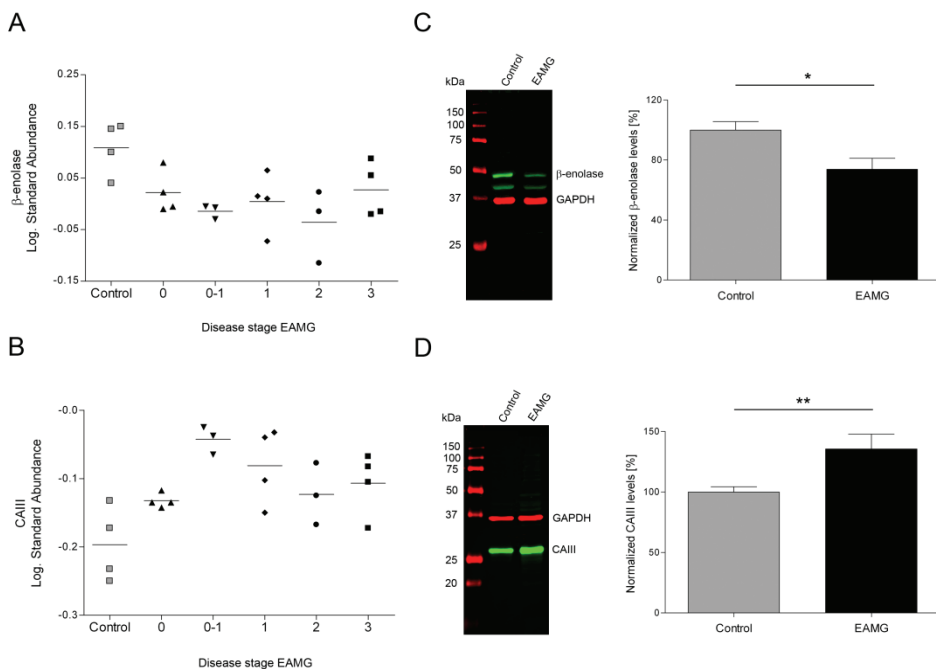 A
β-enolase
Log. Standard Abundance
0.25
0.15
0.05
-0.05
-0.15
Control 0 0-1 1 2 3
Disease stage EAMG
C
kDa
Control
EAMG
150
100
75
50
37
25
β-enolase
GAPDH
Normalized β-enolase levels [%]
120
80
40
0
*
Control EAMG
B
CAIII
Log. Standard Abundance
-0.0
-0.1
-0.2
-0.3
Control 0 0-1 1 2 3
Disease stage EAMG
D
kDa
Control
EAMG
150
100
75
50
37
25
20
GAPDH
CAIII
Normalized CAIII levels [%]
150
100
50
0
**
Control EAMG